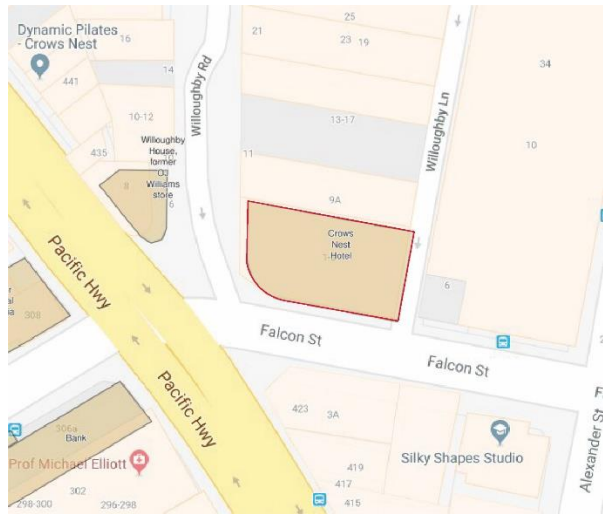 Dynamic Pilates
- Crows Nest
16
441
14
10-12
435
Willoughby
House,
former
OJ
Williams
store
8
6
Willoughby Rd
25
21
23
19
13-17
11
9A
Willoughby Ln
34
10
Crows
Nest
Hotel
6
Pacific Hwy
308
Falcon St
Falcon St
Pacific Hwy
306a
Bank
Prof Michael Elliott
302
298-300
296-298
423
3A
419
417
415
Silky Shapes Studio
Alexander St